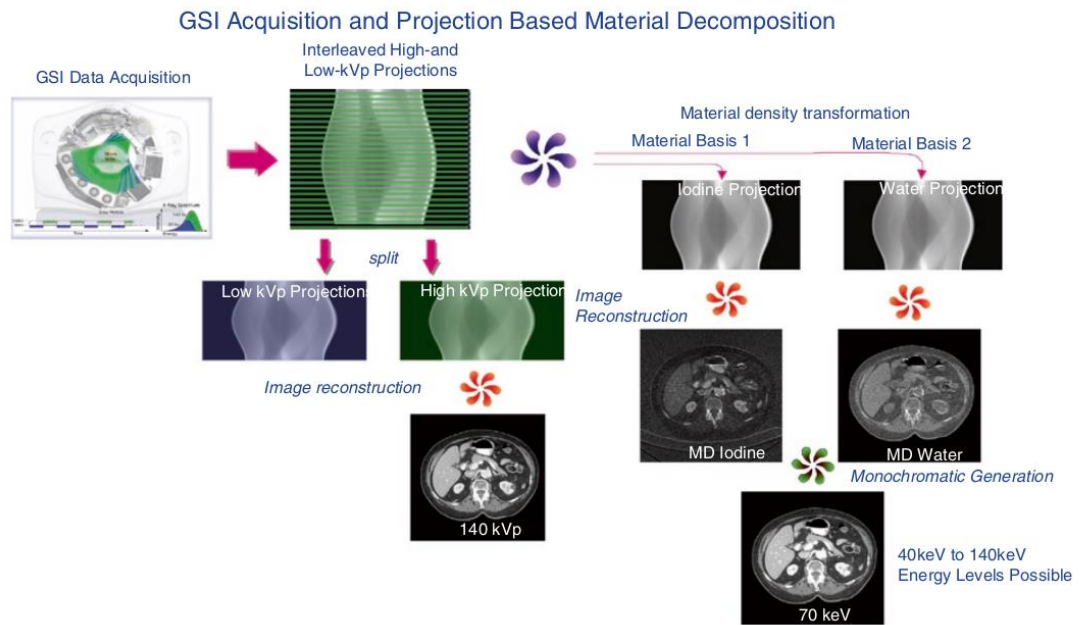 GSI Acquisition and Projection Based Material Decomposition
Interleaved High-and
Low-kVp Projections
GSI Data Acquisition
Material density transformation
Material Basis 1
Material Basis 2
Iodine Projection
Water Projection
split
Low kVp Projections
High kVp Projection
Image
Reconstruction
Image reconstruction
MD Iodine
MD Water
Monochromatic Generation
140 kVp
40keV to 140keV
Energy Levels Possible
70 keV